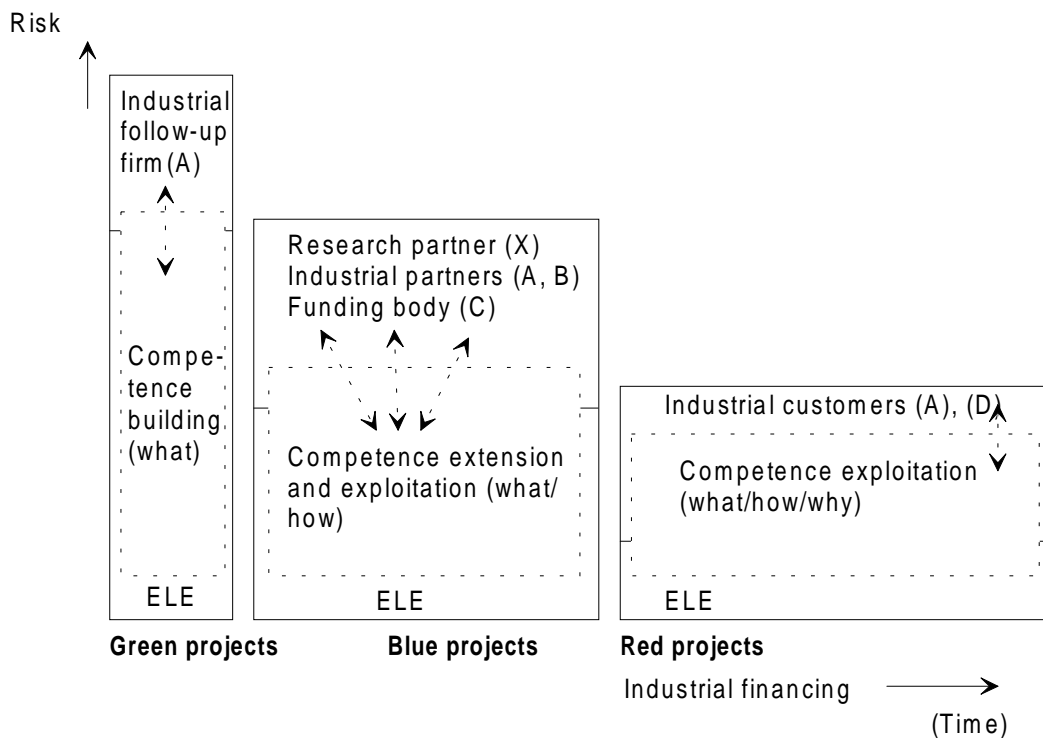 Risk
Industrial
follow-up
firm (A)
Compe-
tence
building
(what)
ELE
Green projects
Research partner (X)
Industrial partners (A, B)
Funding body (C)
Competence extension
and exploitation (what/
how)
ELE
Blue projects
Industrial customers (A), (D)
Competence exploitation
(what/how/why)
ELE
Red projects
Industrial financing
(Time)